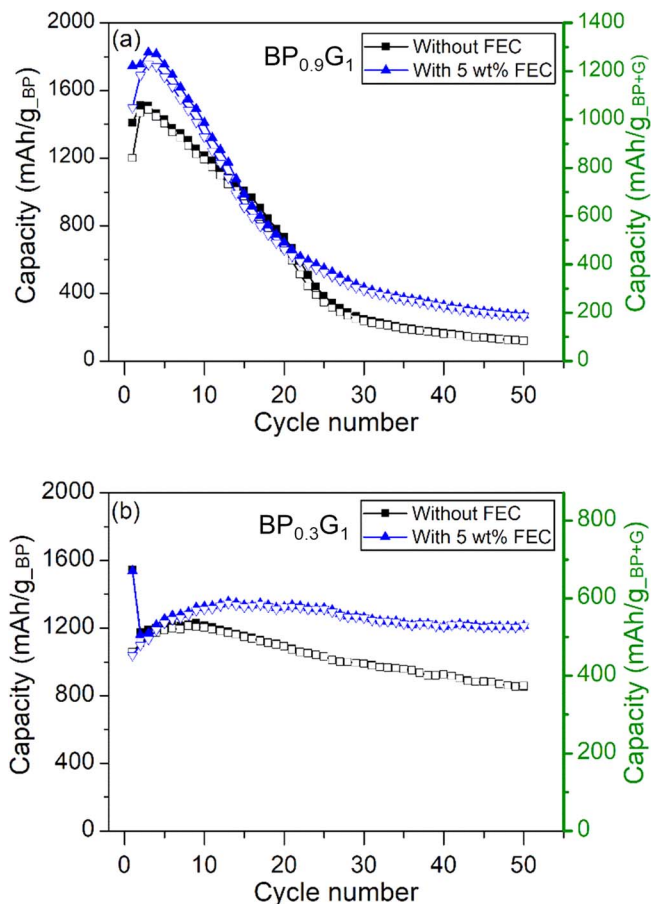 (a)
BP0.9G1
Without FEC
With 5 wt% FEC
Capacity (mAh/g_BP)
2000
1600
1200
800
400
0
Capacity (mAh/g_BP+G)
1400
1200
1000
800
600
400
200
0
0 10 20 30 40 50
Cycle number
(b)
BP0.3G1
Without FEC
With 5 wt% FEC
Capacity (mAh/g_BP)
2000
1600
1200
800
400
0
Capacity (mAh/g_BP+G)
800
600
400
200
0
0 10 20 30 40 50
Cycle number